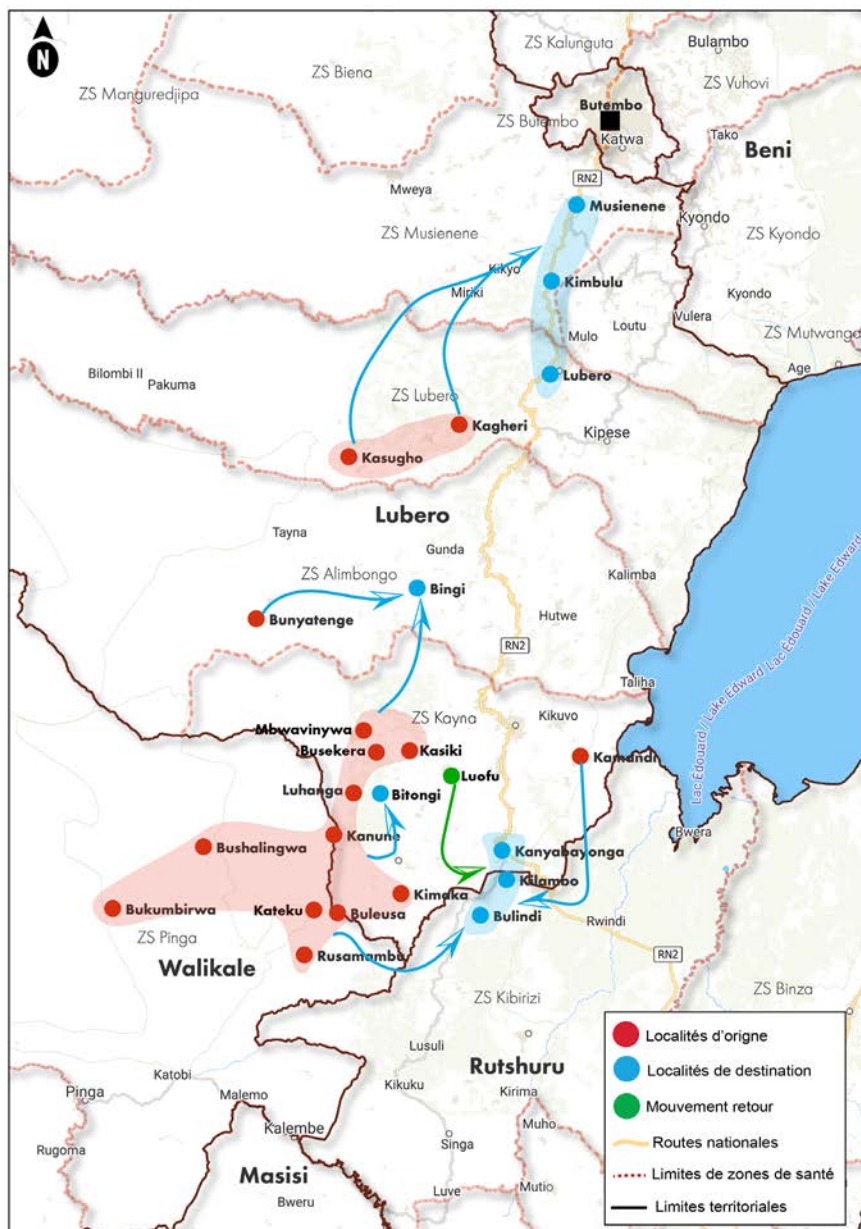 N
ZS Kalunguta
Bulambo
ZS Biena
ZS Vuhovi
ZS Manguredjipa
Butembo
ZS Butembo
Katwa
Tako
Beni
RN2
Mweya
Musienene
Kyondo
ZS Musienene
ZS Kyondo
Kikyo
Kimbulu
Miriki
Kyondo
Vulera
Loutu
Mulo
ZS Mutwanga
Bilombi II
Pakuma
Lubero
Age
ZS Lubero
Kagheri
Kipese
Kasugho
Lubero
Tayna
Gunda
ZS Alimbongo
Bingi
Kalimba
Bunyatenge
Hutwe
RN2
Taliha
Lac Édouard / Lake Edward Lac Édouard / Lake Edward
ZS Kayna
Kikuvo
Mbwavinywa
Busekera
Kasiki
Kamandi
Luofu
Luhanga
Bitongi
Kanune
Bwera
Bushalingwa
Kanyabayonga
Kilambo
Kimaka
Bukumbirwa
Kateku
Buleusa
Bulindi
Rwindi
ZS Pinga
Walikale
Rusamambu
RN2
ZS Binza
ZS Kibirizi
Lusuli
Rutshuru
Katobi
Kikuku
Kirima
Pinga
Malemo
Muho
Kalembe
Rugoma
Singa
Masisi
Bweru
Luve
Mutio
Localités d'origne
Localités de destination
Mouvement retour
Routes nationales
Limites de zones de santé
Limites territoriales